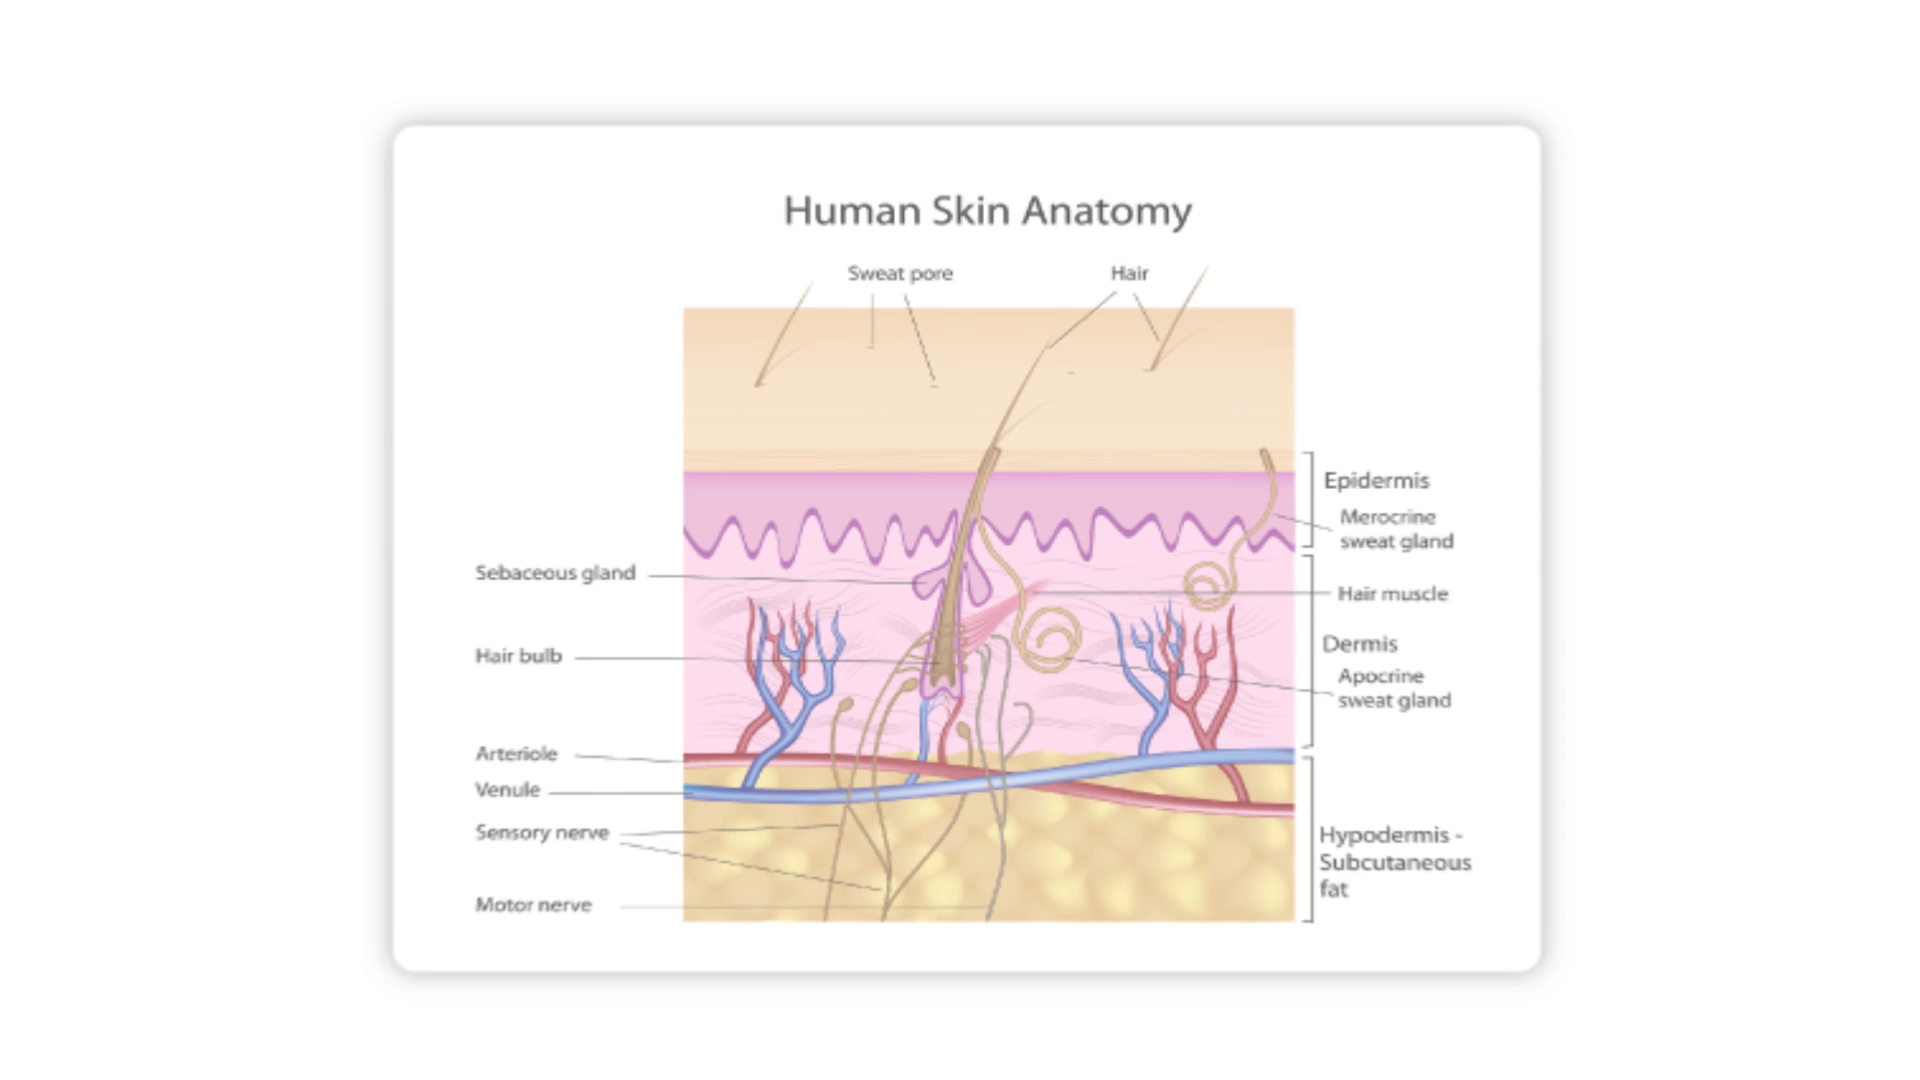 Human Skin Anatomy
Sweat pore
Hair
Epidermis
Merocrine
sweat gland
Sebaceous gland
Hair muscle
Hair bulb
Dermis
Apocrine
sweat gland
Arteriole
Venule
Sensory nerve
Hypodermis -
Subcutaneous
fat
Motor nerve